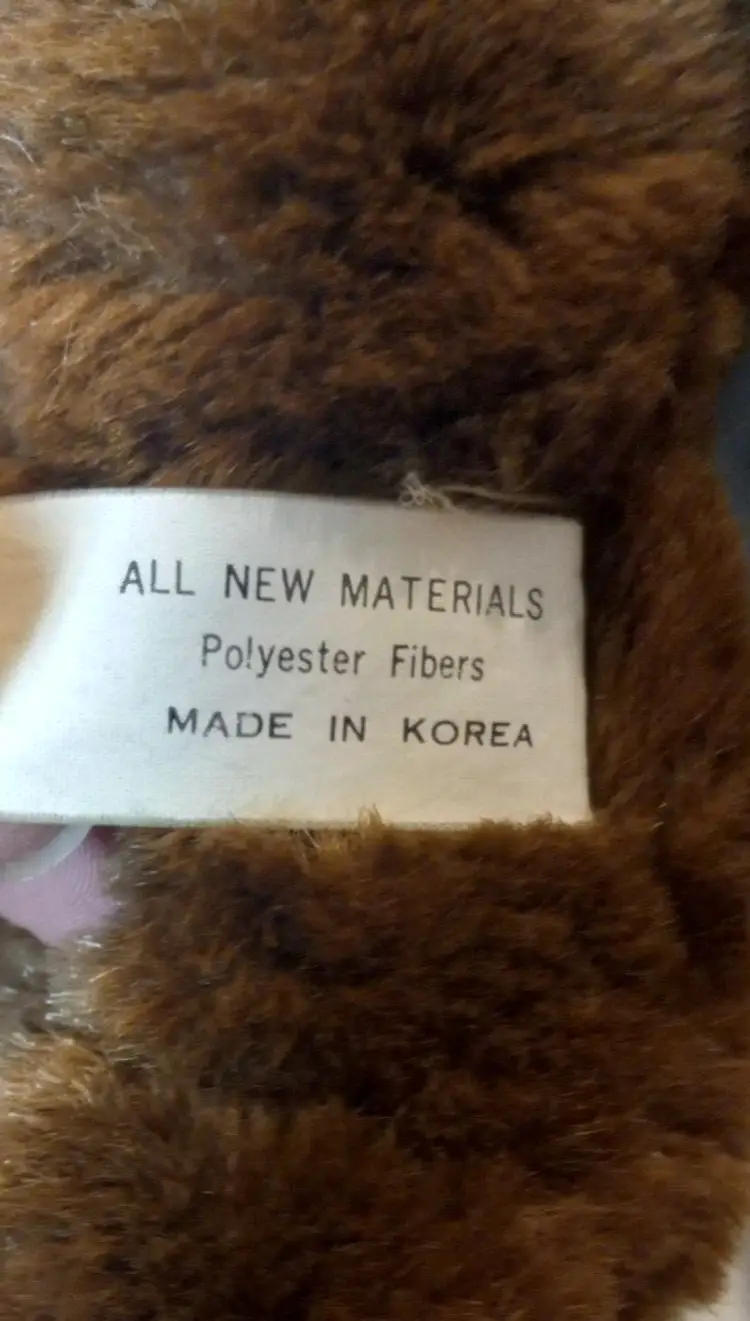 ALL NEW MATERIALS
Polyester Fibers
MADE IN KOREA